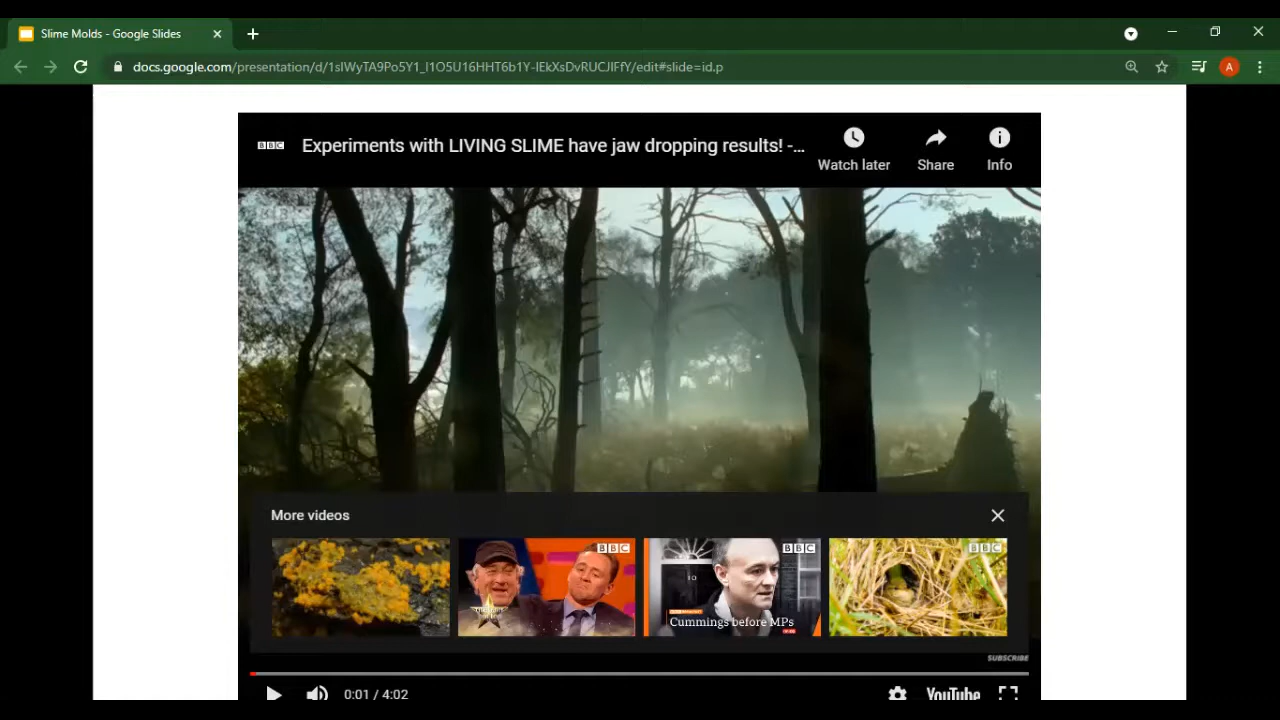 Slime Molds - Google Slides
docs.google.com/presentation/d/1sIWyTA9Po5Y1_I1O5U16HHT6b1Y-IEkXsDvRUCJIFfY/edit#slide=id.p
A
BBC
Experiments with LIVING SLIME have jaw dropping results! -...
Watch later
Share
Info
More videos
BBC
BBC
BBC
10
Cummings before MPs
SUBSCRIBE
0:01 / 4:02
YouTube